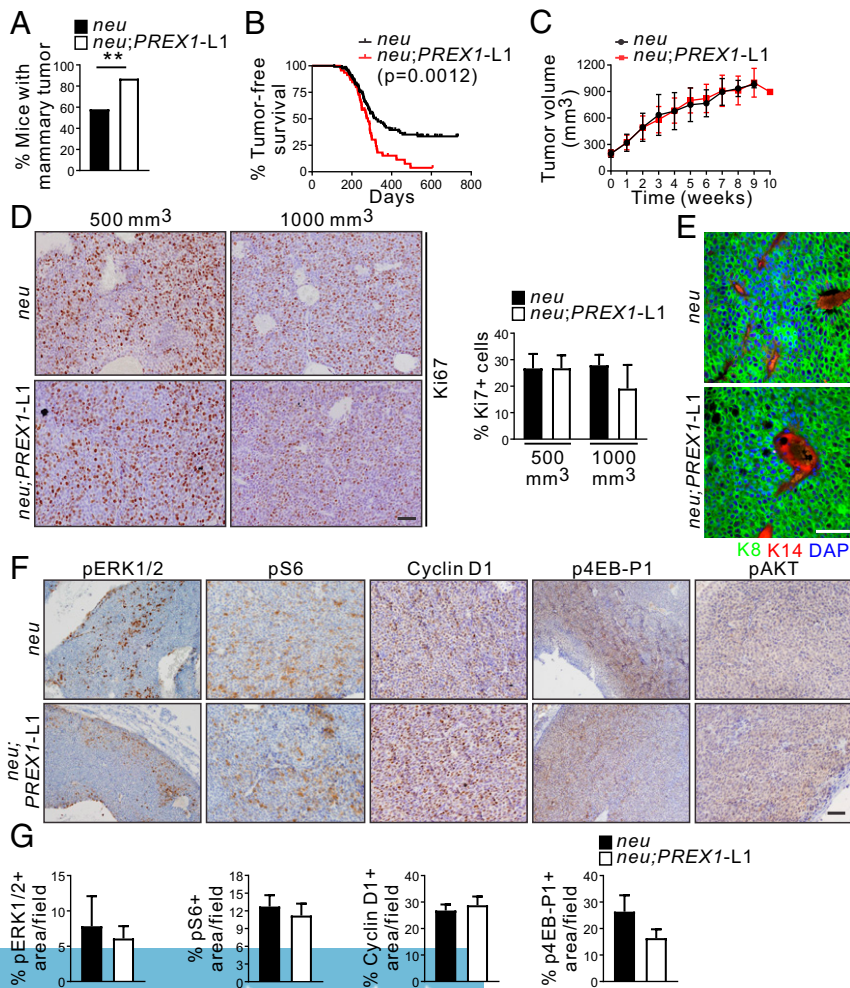 A
neu
neu;PREX1-L1
**
% Mice with
mammary tumor
100
80
60
40
20
0
B
neu
neu;PREX1-L1
(p=0.0012)
% Tumor-free
survival
100
75
50
25
0
0 200 400 600 800
Days
C
neu
neu;PREX1-L1
Tumor volume
(mm3)
1200
900
600
300
0
0 1 2 3 4 5 6 7 8 9 10
Time (weeks)
D
500 mm3
1000 mm3
neu
neu;PREX1-L1
Ki67
neu
neu;PREX1-L1
% Ki7+ cells
40
30
20
10
0
500 1000
mm3 mm3
E
neu
neu;PREX1-L1
K8 K14 DAP
F
pERK1/2
pS6
Cyclin D1
p4EB-P1
pAKT
neu
neu;
PREX1-L1
G
neu
neu;PREX1-L1
% pERK1/2+
area/field
15
10
5
0
% pS6+
area/field
18
15
12
9
6
3
0
% Cyclin D1+
area/field
40
30
20
10
0
% p4EB-P1+
area/field
40
30
20
10
0